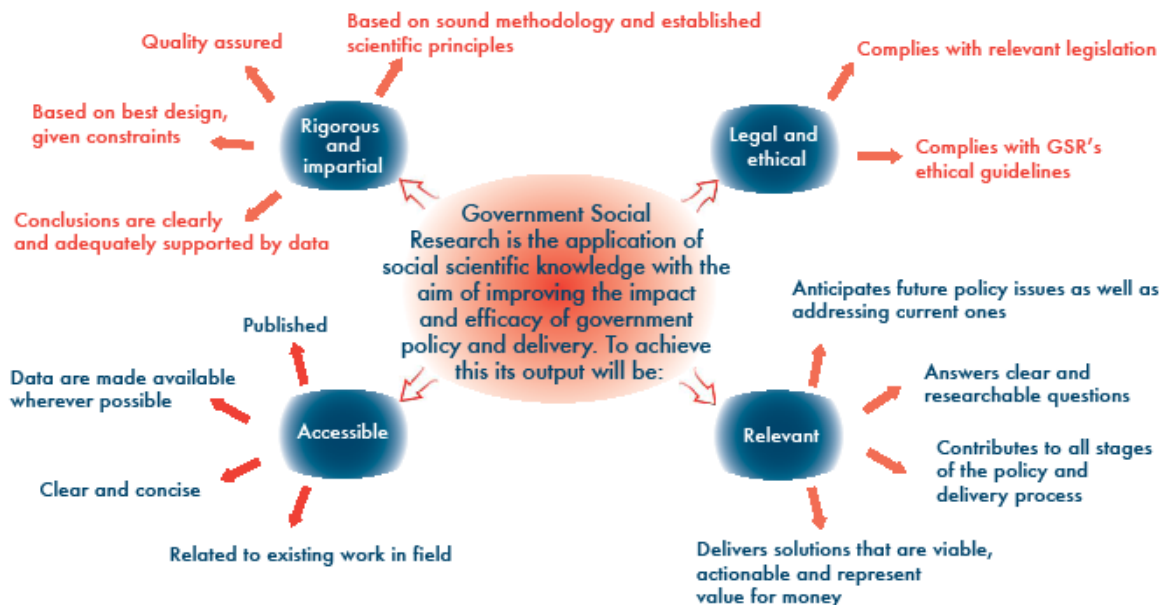 Based on sound methodology and established
scientific principles
Quality assured
Based on best design,
given constraints
Rigorous
and
impartial
Conclusions are clearly
and adequately supported by data
Complies with relevant legislation
Legal and
ethical
Complies with GSR's
ethical guidelines
Government Social
Research is the application of
social scientific knowledge with the
aim of improving the impact
and efficacy of government
policy and delivery. To achieve
this its output will be:
Published
Data are made available
wherever possible
Accessible
Clear and concise
Related to existing work in field
Anticipates future policy issues as well as
addressing current ones
Answers clear and
researchable questions
Relevant
Contributes to all stages
of the policy and
delivery process
Delivers solutions that are viable,
actionable and represent
value for money